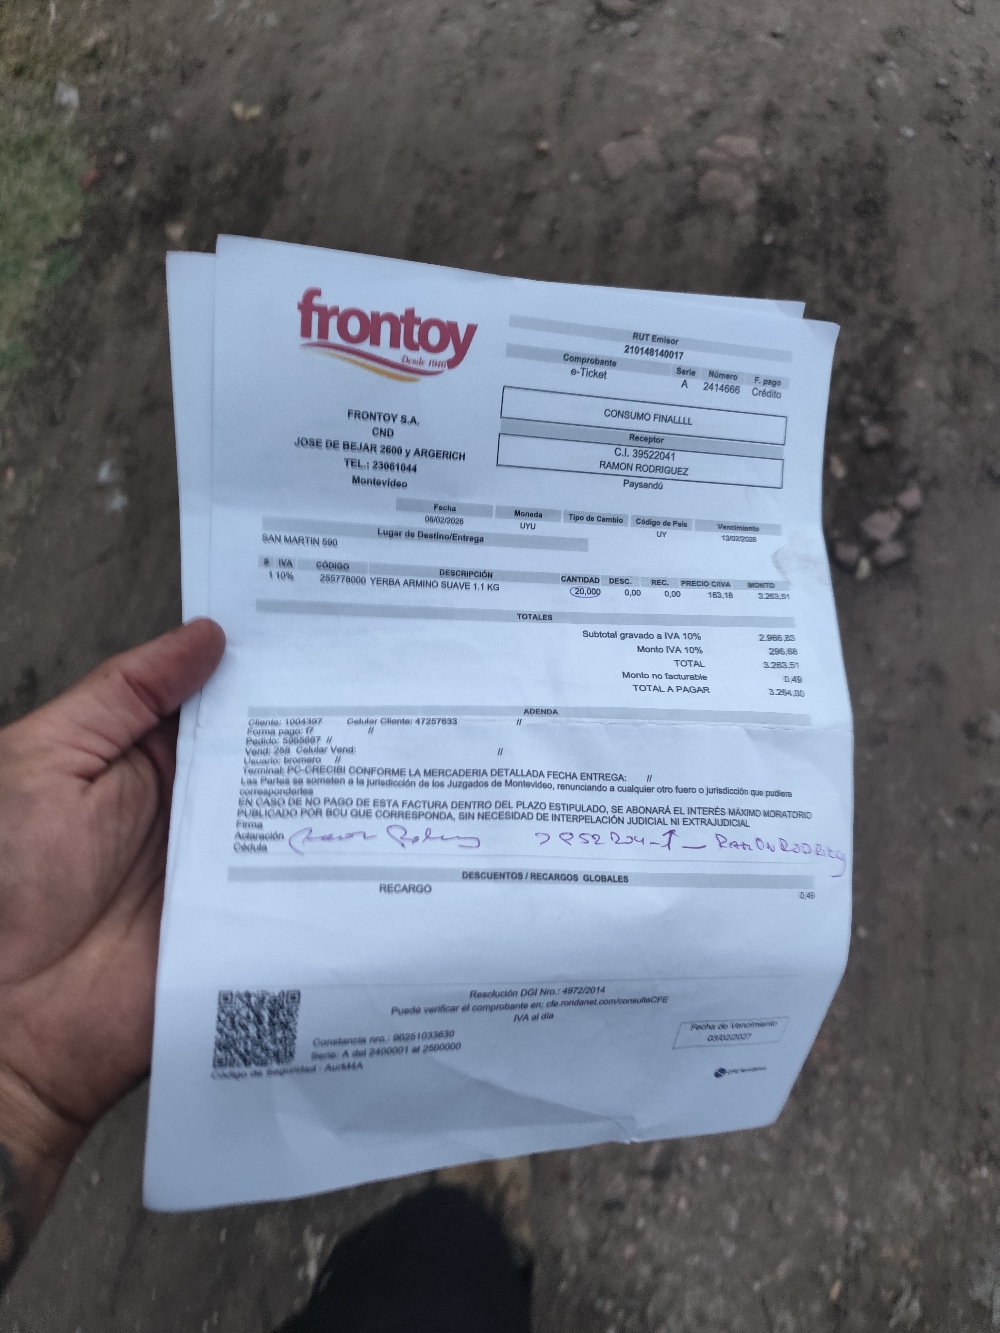 frontoy
Desde 1916
RUT Emisor
210148140017
Comprobante Serie Número F. pago
e-Ticket A 2414666 Crédito
CONSUMO FINALLLL
Receptor
C.I. 39522041
RAMON RODRIGUEZ
Paysandú
FRONTOY S.A.
CND
JOSE DE BEJAR 2600 y ARGERICH
TEL.: 23061044
Montevideo
Fecha Moneda Tipo de Cambio Código de País Vencimiento
06/02/2026 UYU UY 13/02/2026
Lugar de Destino/Entrega
SAN MARTIN 590
# IVA CÓDIGO DESCRIPCIÓN CANTIDAD DESC. REC. PRECIO C/IVA MONTO
1 10% 255778000 YERBA ARMINO SUAVE 1.1 KG 20,000 0,00 0,00 163,18 3.263,51
TOTALES
Subtotal gravado a IVA 10% 2.966,83
Monto IVA 10% 296,68
TOTAL 3.263,51
Monto no facturable 0,49
TOTAL A PAGAR 3.264,00
ADENDA
Cliente: 1004397 Celular Cliente: 47257633 //
Forma pago: //
Pedido: //
Vend: 258 Celular Vend: //
Usuario: bromero //
Terminal: PC-CRECIBI CONFORME LA MERCADERIA DETALLADA FECHA ENTREGA: //
Las Partes se someten a la jurisdicción de los Juzgados de Montevideo, renunciando a cualquier otro fuero o jurisdicción que pudiera
corresponderles
EN CASO DE NO PAGO DE ESTA FACTURA DENTRO DEL PLAZO ESTIPULADO, SE ABONARÁ EL INTERÉS MÁXIMO MORATORIO
PUBLICADO POR BCU QUE CORRESPONDA, SIN NECESIDAD DE INTERPELACIÓN JUDICIAL NI EXTRAJUDICIAL
Firma
Aclaración
Cédula
RAMON RODRIGUEZ
DESCUENTOS / RECARGOS GLOBALES
RECARGO 0,49
Resolución DGI Nro.: 4972/2014
Puede verificar el comprobante en: cfe.rondanet.com/consultaCFE
IVA al día
Constancia nro.: 90251033630
Serie: A del 2400001 al 2500000
Código de Seguridad: AurM4A
Fecha de Vencimiento
03/02/2027